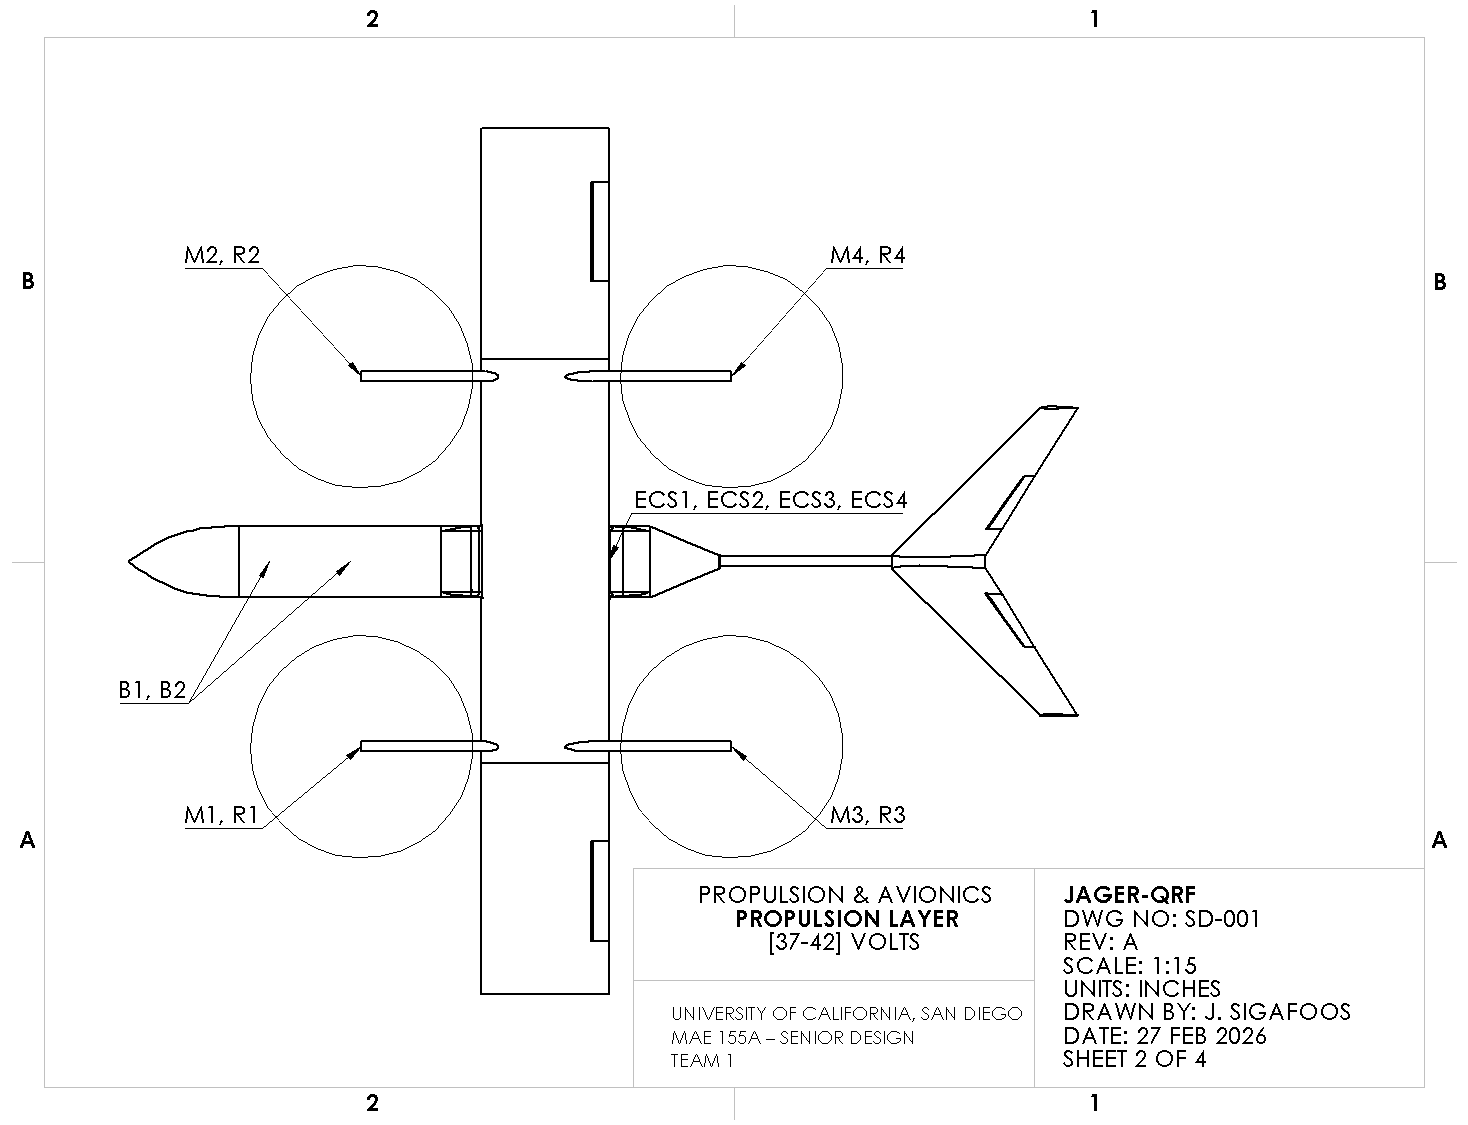 2
1
B
B
M2, R2
M4, R4
ECS1, ECS2, ECS3, ECS4
B1, B2
M1, R1
M3, R3
A
A
PROPULSION & AVIONICS
PROPULSION LAYER
[37-42] VOLTS
UNIVERSITY OF CALIFORNIA, SAN DIEGO
MAE 155A – SENIOR DESIGN
TEAM 1
JAGER-QRF
DWG NO: SD-001
REV: A
SCALE: 1:15
UNITS: INCHES
DRAWN BY: J. SIGAFOOS
DATE: 27 FEB 2026
SHEET 2 OF 4
2
1